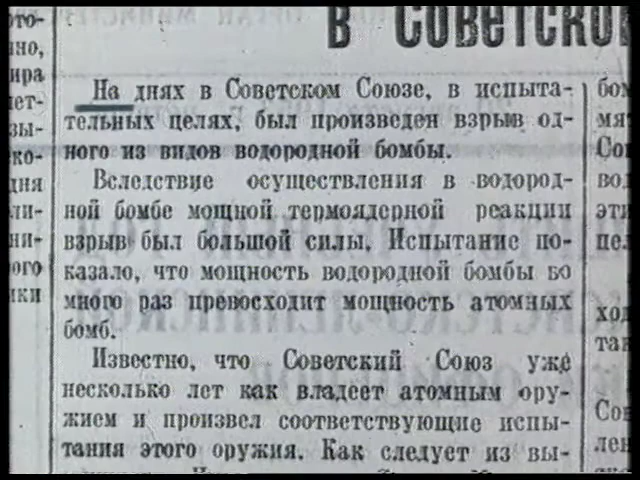 в Советском
На днях в Советском Союзе, в испыта-
тельных целях, был произведен взрыв од-
ного из видов водородной бомбы.
Вследствие осуществления в водород-
ной бомбе мощной термоядерной реакции
взрыв был большой силы. Испытание по-
казало, что мощность водородной бомбы во
много раз превосходит мощность атомных
бомб.
Известно, что Советский Союз уже
несколько лет как владеет атомным ору-
жием и произвел соответствующие испы-
тания этого оружия. Как следует из вы-